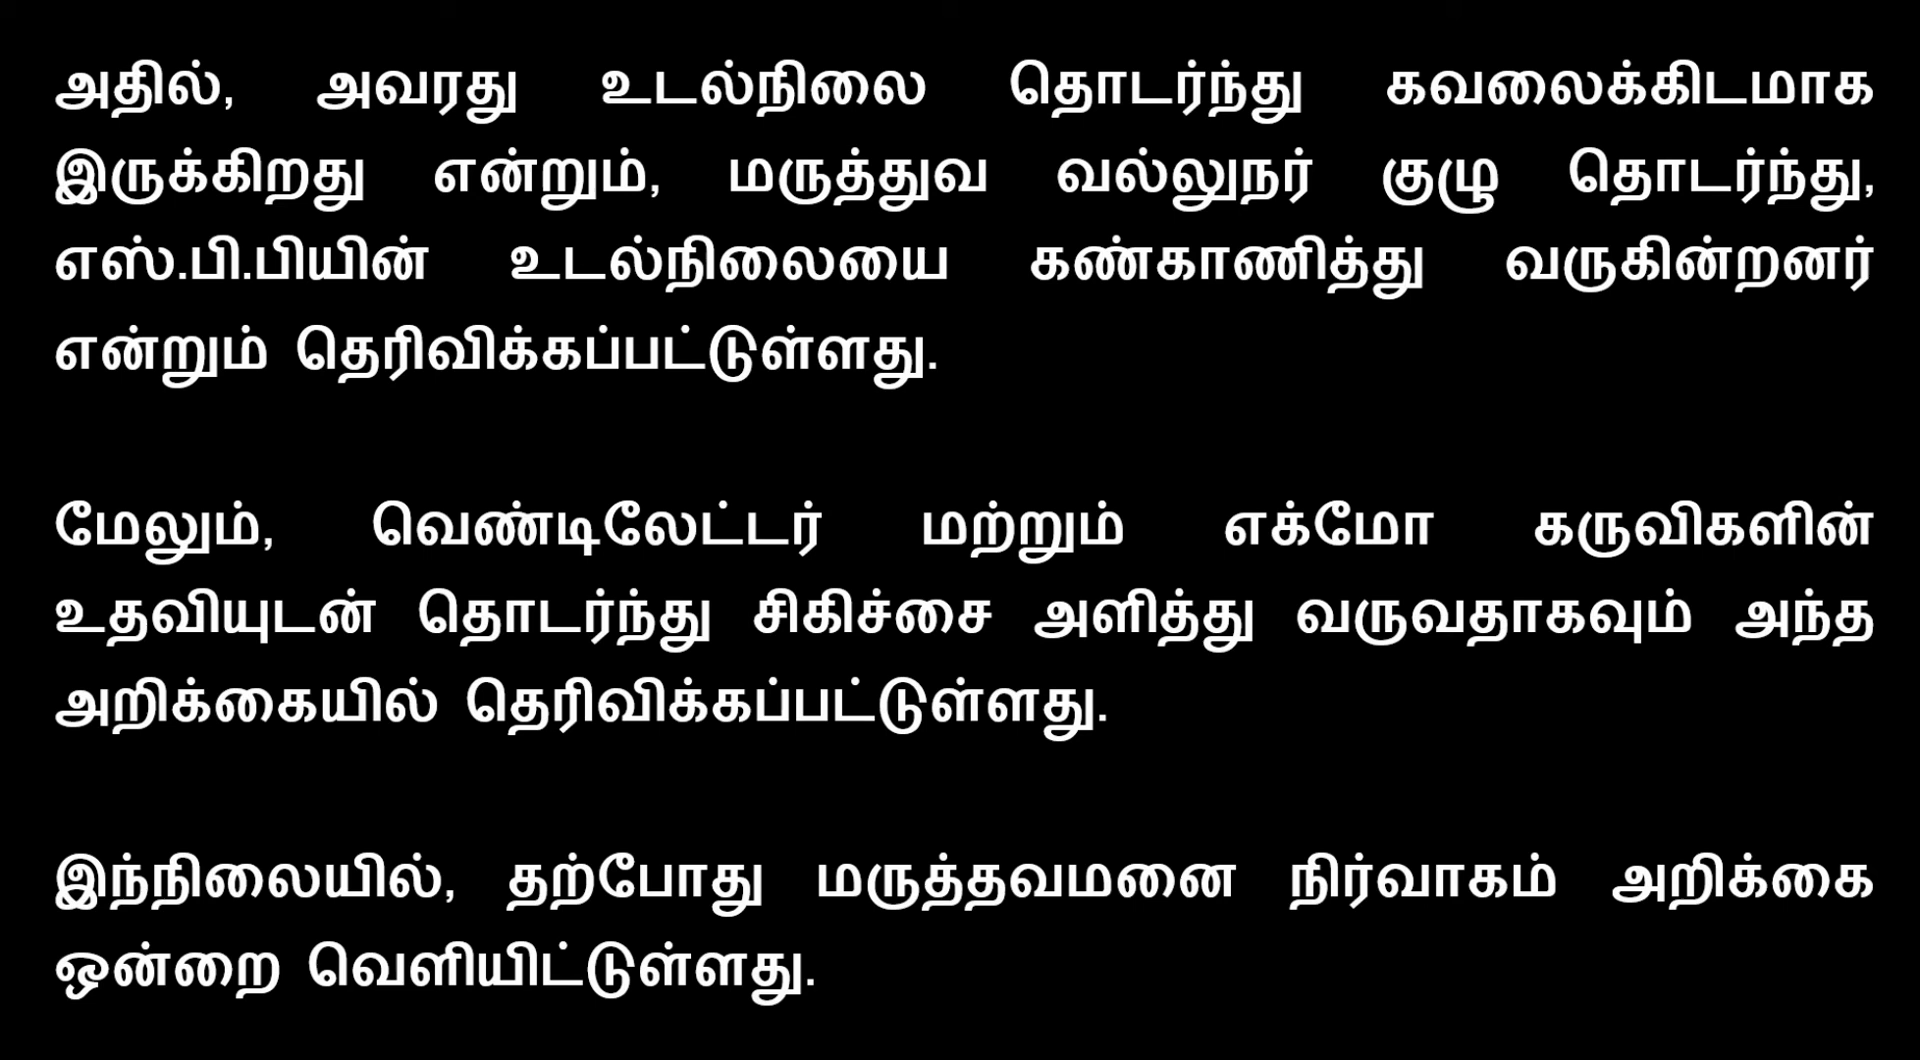 அதில், அவரது உடல்நிலை தொடர்ந்து கவலைக்கிடமாக
இருக்கிறது என்றும், மருத்துவ வல்லுநர் குழு தொடர்ந்து,
எஸ்.பி.பியின் உடல்நிலையை கண்காணித்து வருகின்றனர்
என்றும் தெரிவிக்கப்பட்டுள்ளது.
மேலும், வெண்டிலேட்டர் மற்றும் எக்மோ கருவிகளின்
உதவியுடன் தொடர்ந்து சிகிச்சை அளித்து வருவதாகவும் அந்த
அறிக்கையில் தெரிவிக்கப்பட்டுள்ளது.
இந்நிலையில், தற்போது மருத்தவமனை நிர்வாகம் அறிக்கை
ஒன்றை வெளியிட்டுள்ளது.